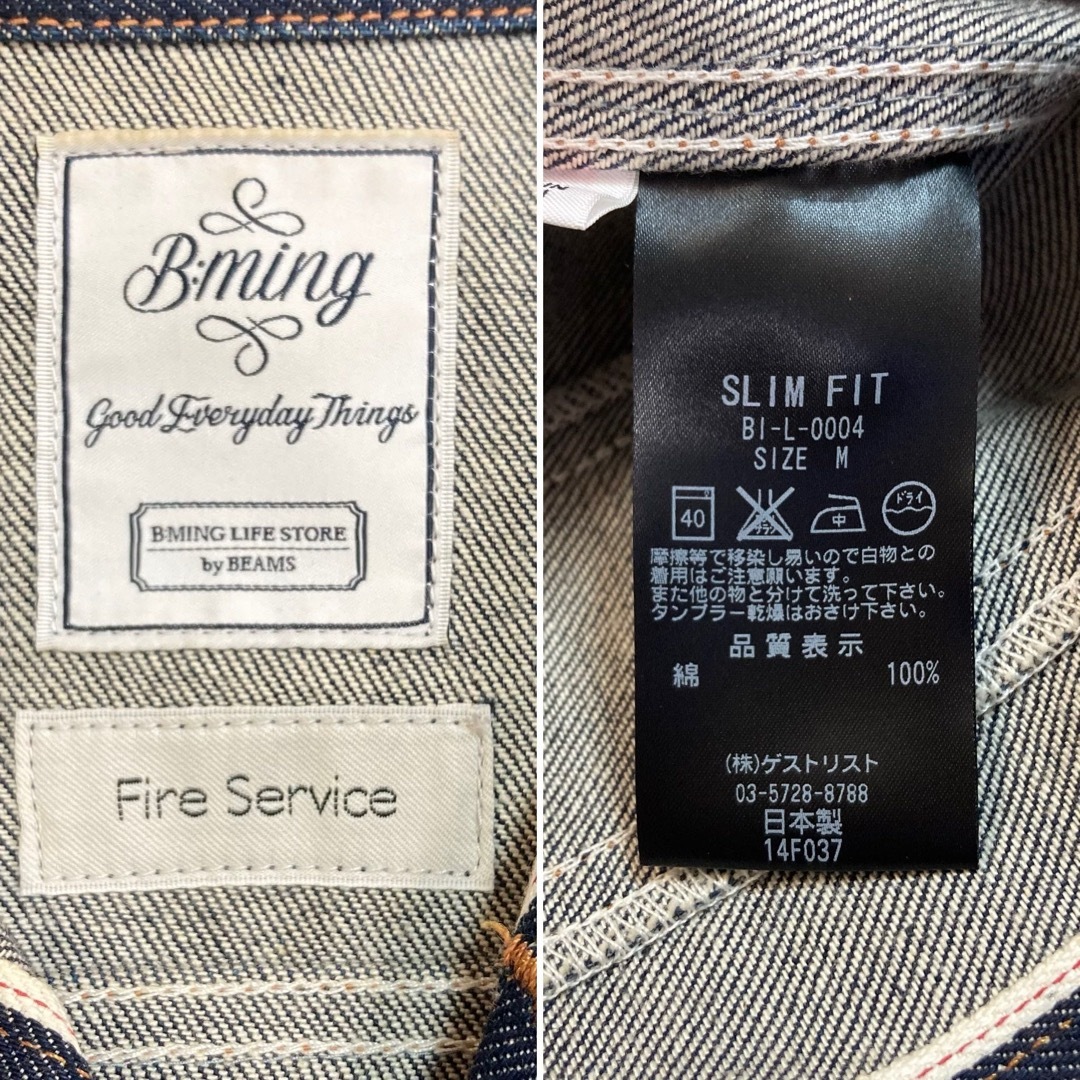 B:ming
Good Everyday Things
B:MING LIFE STORE
by BEAMS
Fire Service
SLIM FIT
BI-L-0004
SIZE M
40
中
ドライ
摩擦等で移染し易いので白物との
着用はご注意願います。
また他の物と分けて洗って下さい。
タンブラー乾燥はおさけ下さい。
品質表示
綿 100%
(株)ゲストリスト
03-5728-8788
日本製
14F037